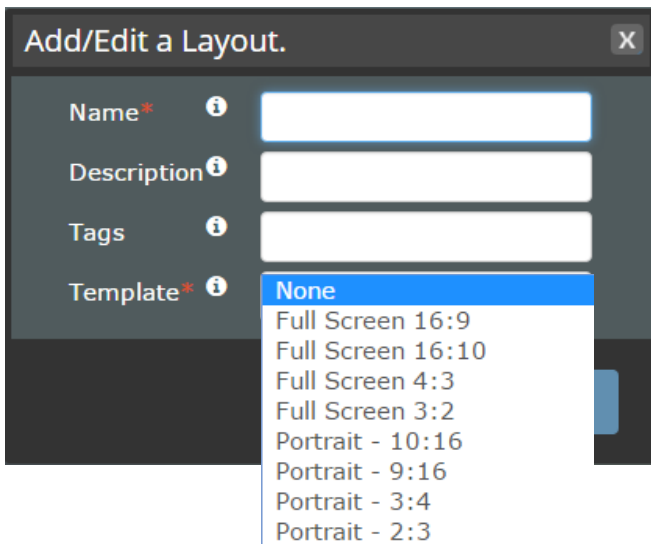 Add/Edit a Layout. X
Name*
Description
Tags
Template*
None
Full Screen 16:9
Full Screen 16:10
Full Screen 4:3
Full Screen 3:2
Portrait - 10:16
Portrait - 9:16
Portrait - 3:4
Portrait - 2:3